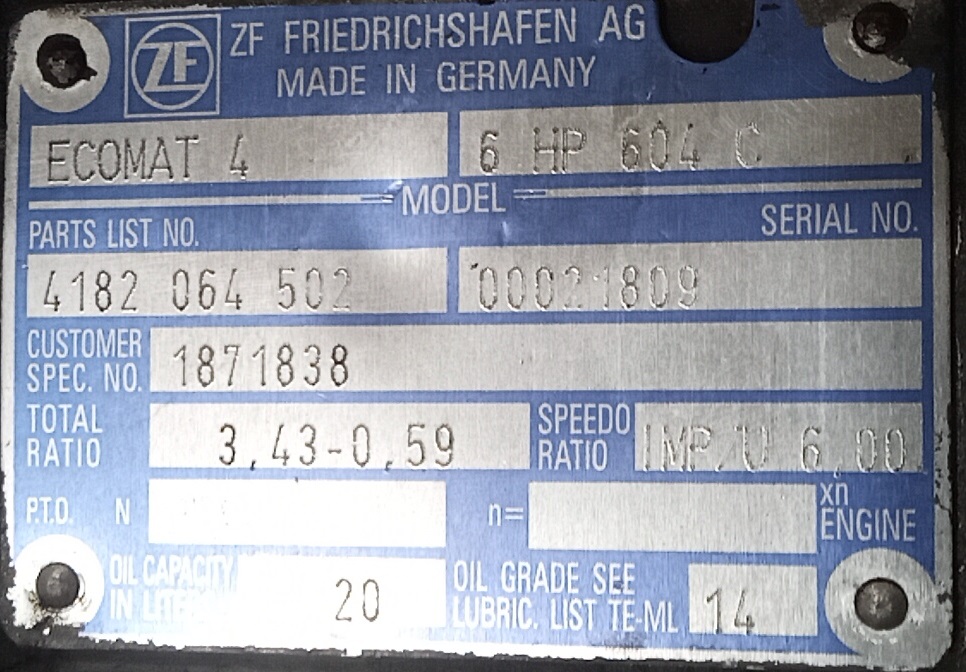 ZF
ZF FRIEDRICHSHAFEN AG
MADE IN GERMANY
ECOMAT 4 6 HP 604 C
MODEL
PARTS LIST NO. SERIAL NO.
4182 064 502 00021809
CUSTOMER
SPEC. NO. 1871838
TOTAL
RATIO 3,43-0,59
SPEEDO
RATIO IMP/U 6,00
P.T.O. N n= xn
ENGINE
OIL CAPACITY
IN LITER 20
OIL GRADE SEE
LUBRIC. LIST TE-ML 14